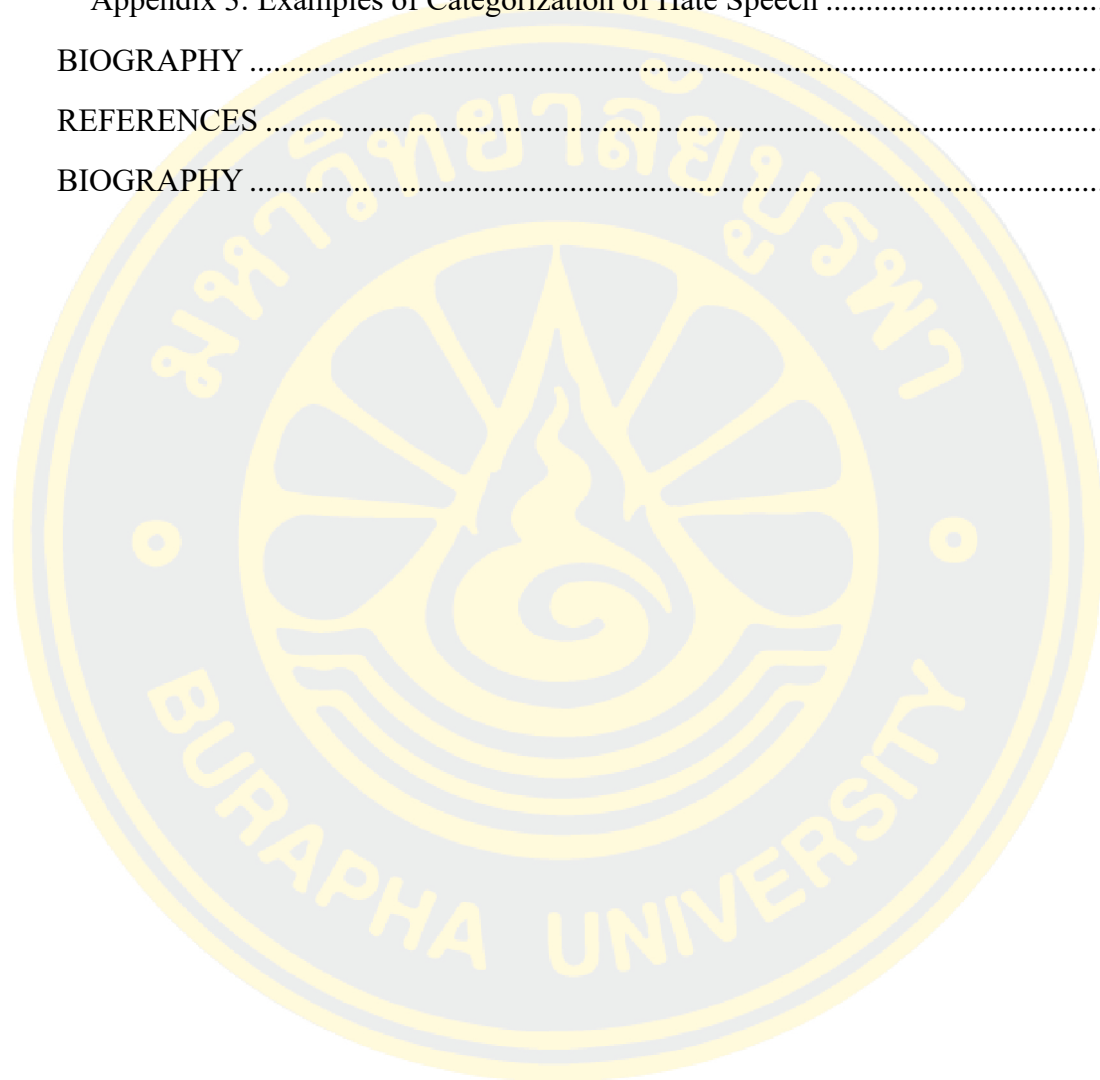 Appendix 3: Examples of Categorization of Hate Speech ....................................
BIOGRAPHY ...............................................................................................................
REFERENCES .............................................................................................................
BIOGRAPHY ...............................................................................................................
มหาวิทยาลัยบูรพา
BURAPHA UNIVERSITY